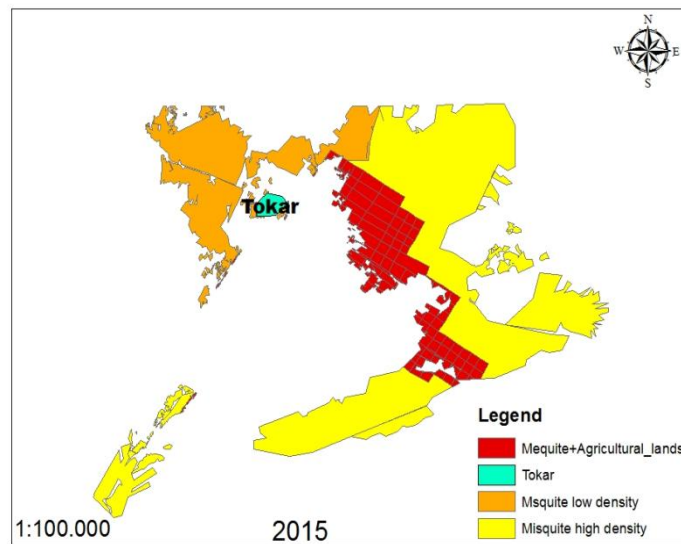 N
W E
S
Tokar
Legend
Mequite+Agricultural_lands
Tokar
Msquite low density
Misquite high density
1:100.000
2015